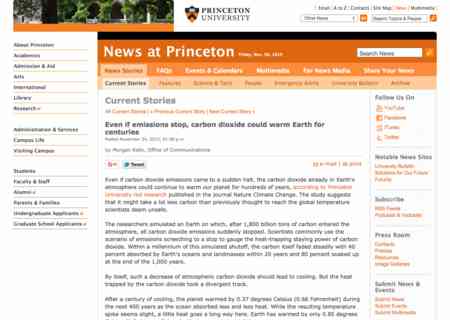 Email | A to Z | Contacts | Site Map | News | Multimedia |
PRINCETON
UNIVERSITY
Other News
Search Topics & People
News at Princeton
Search News
News Stories FAQs Events & Calendars Multimedia For News Media Share Your News
Current Stories Features Science & Tech People Emergency Alerts University Bulletin Archive
About Princeton
Academics
Admission & Aid
Arts
International
Library
Research
Administration & Services
Campus Life
Visiting Campus
Students
Faculty & Staff
Alumni
Parents & Families
Undergraduate Applicants
Graduate School Applicants
Current Stories
All Current Stories | « Previous Current Story | Next Current Story »
Even if emissions stop, carbon dioxide could warm Earth for
centuries
by Morgan Kelly, Office of Communications
Tweet
e-mail | print
Even if carbon dioxide emissions came to a sudden halt, the carbon dioxide already in Earth's
atmosphere could continue to warm our planet for hundreds of years, according to Princeton
University-led research published in the journal Nature Climate Change. The study suggests
that it might take a lot less carbon than previously thought to reach the global temperature
scientists deem unsafe.
The researchers simulated an Earth on which, after 1,800 billion tons of carbon entered the
atmosphere, all carbon dioxide emissions suddenly stopped. Scientists commonly use the
scenario of emissions screeching to a stop to gauge the heat-trapping staying power of carbon
dioxide. Within a millennium of this simulated shutoff, the carbon itself faded steadily with 40
percent absorbed by Earth's oceans and landmasses within 20 years and 80 percent soaked up
at the end of the 1,000 years.
By itself, such a decrease of atmospheric carbon dioxide should lead to cooling. But the heat
trapped by the carbon dioxide took a divergent track.
After a century of cooling, the planet warmed by 0.37 degrees Celsius (0.66 Fahrenheit) during
the next 400 years as the ocean absorbed less and less heat. While the resulting temperature
spike seems slight, a little heat goes a long way here. Earth has warmed by only 0.85 degrees
Follow Us On
YouTube
Facebook
iTunes
Twitter
Notable News Sites
University Bulletin
Solutions for Our Future
Futurity
Subscribe
RSS Feeds
Podcasts & Vodcasts
Press Room
Contacts
Presses
Resources
Image Galleries
Submit News &
Events
Submit News
Submit Events
Submit Multimedia